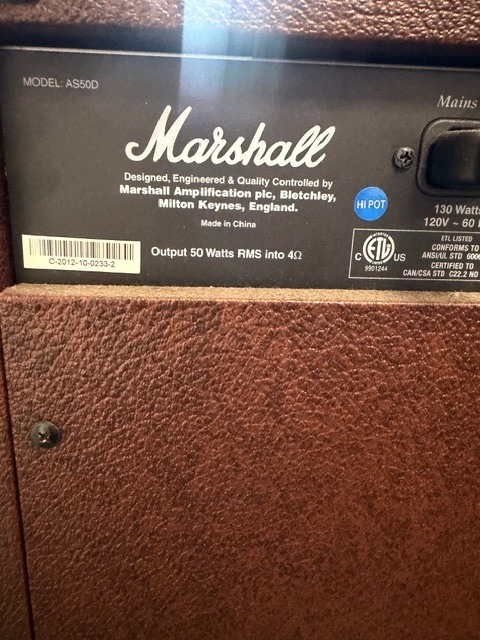 MODEL: AS50D
Mains
Marshall
Designed, Engineered & Quality Controlled by
Marshall Amplification plc, Bletchley,
Milton Keynes, England.
Made in China
HI POT
130 Watts
120V ~ 60
C-2012-10-0233-2
Output 50 Watts RMS into 4Ω
C ETL US
9901244
ETL LISTED
CONFORMS TO
ANSI/UL STD
CERTIFIED TO
CAN/CSA STD C22.2 NO